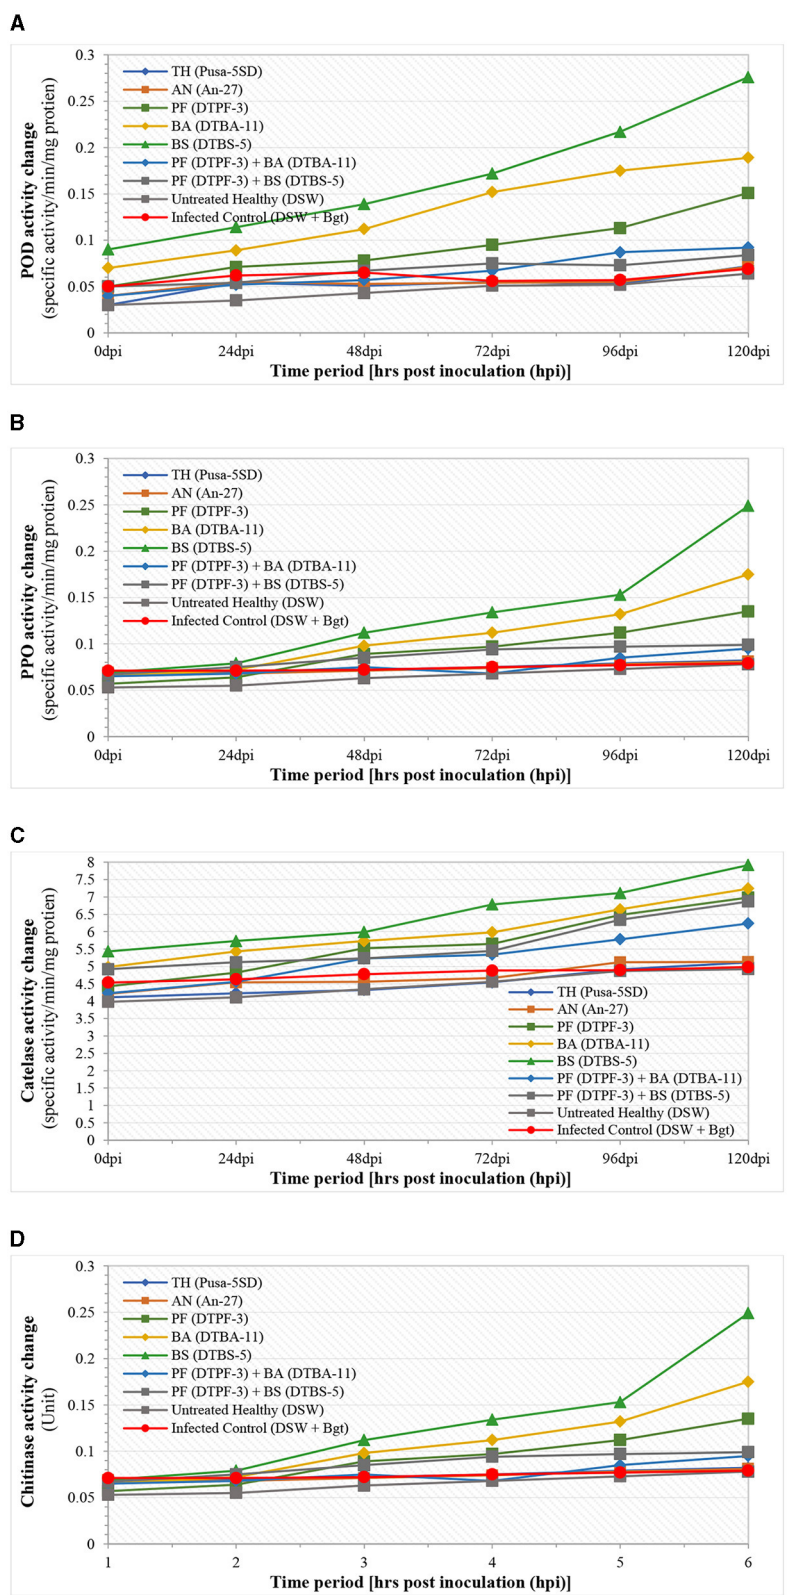 A
POD activity change
(specific activity/min/mg protien)
0.3
0.25
0.2
0.15
0.1
0.05
0
TH (Pusa-5SD)
AN (An-27)
PF (DTPF-3)
BA (DTBA-11)
BS (DTBS-5)
PF (DTPF-3) + BA (DTBA-11)
PF (DTPF-3) + BS (DTBS-5)
Untreated Healthy (DSW)
Infected Control (DSW + Bgt)
0dpi 24dpi 48dpi 72dpi 96dpi 120dpi
Time period [hrs post inoculation (hpi)]
B
PPO activity change
(specific activity/min/mg protien)
0.3
0.25
0.2
0.15
0.1
0.05
0
TH (Pusa-5SD)
AN (An-27)
PF (DTPF-3)
BA (DTBA-11)
BS (DTBS-5)
PF (DTPF-3) + BA (DTBA-11)
PF (DTPF-3) + BS (DTBS-5)
Untreated Healthy (DSW)
Infected Control (DSW + Bgt)
0dpi 24dpi 48dpi 72dpi 96dpi 120dpi
Time period [hrs post inoculation (hpi)]
C
Catelase activity change
(specific activity/min/mg protien)
8
7.5
7
6.5
6
5.5
5
4.5
4
3.5
3
2.5
2
1.5
1
0.5
0
TH (Pusa-5SD)
AN (An-27)
PF (DTPF-3)
BA (DTBA-11)
BS (DTBS-5)
PF (DTPF-3) + BA (DTBA-11)
PF (DTPF-3) + BS (DTBS-5)
Untreated Healthy (DSW)
Infected Control (DSW + Bgt)
0dpi 24dpi 48dpi 72dpi 96dpi 120dpi
Time period [hrs post inoculation (hpi)]
D
Chitinase activity change
(Unit)
0.3
0.25
0.2
0.15
0.1
0.05
0
TH (Pusa-5SD)
AN (An-27)
PF (DTPF-3)
BA (DTBA-11)
BS (DTBS-5)
PF (DTPF-3) + BA (DTBA-11)
PF (DTPF-3) + BS (DTBS-5)
Untreated Healthy (DSW)
Infected Control (DSW + Bgt)
1 2 3 4 5 6
Time period [hrs post inoculation (hpi)]